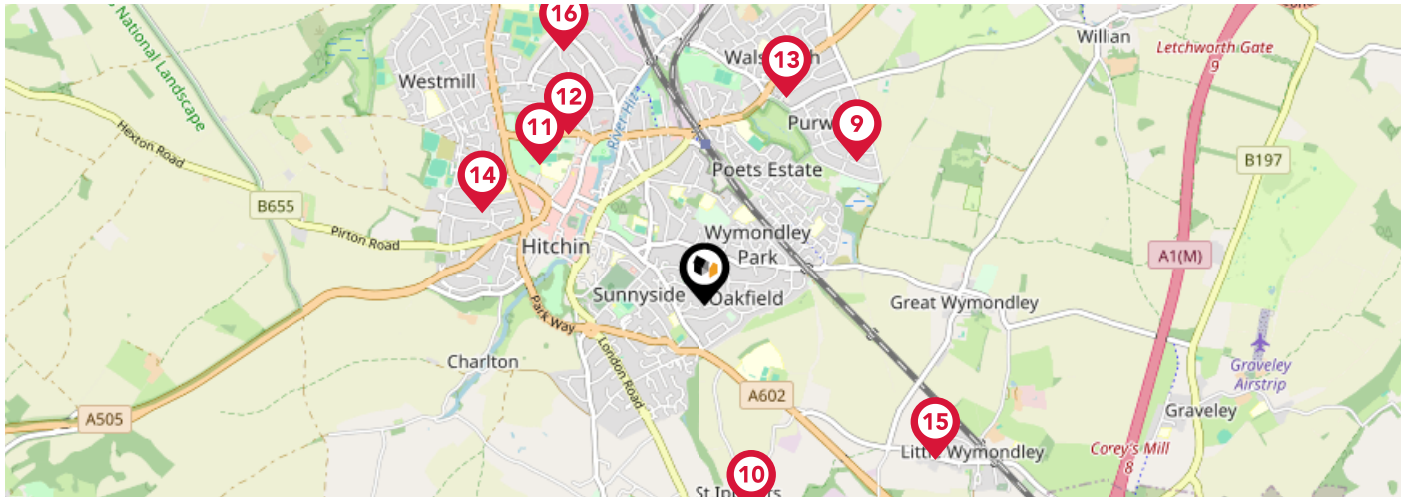 National Landscape
16
Willian
Letchworth Gate
9
Westmill
13
12
River Hiz
11
9
Hexton Road
B197
Poets Estate
14
B655
Wymondley
Park
Pirton Road
Hitchin
A1(M)
Sunnyside
Oakfield
Great Wymondley
Park Way
Charlton
London Road
Graveley
Airstrip
A602
A505
Graveley
15
Little Wymondley
Corey's Mill
8
10